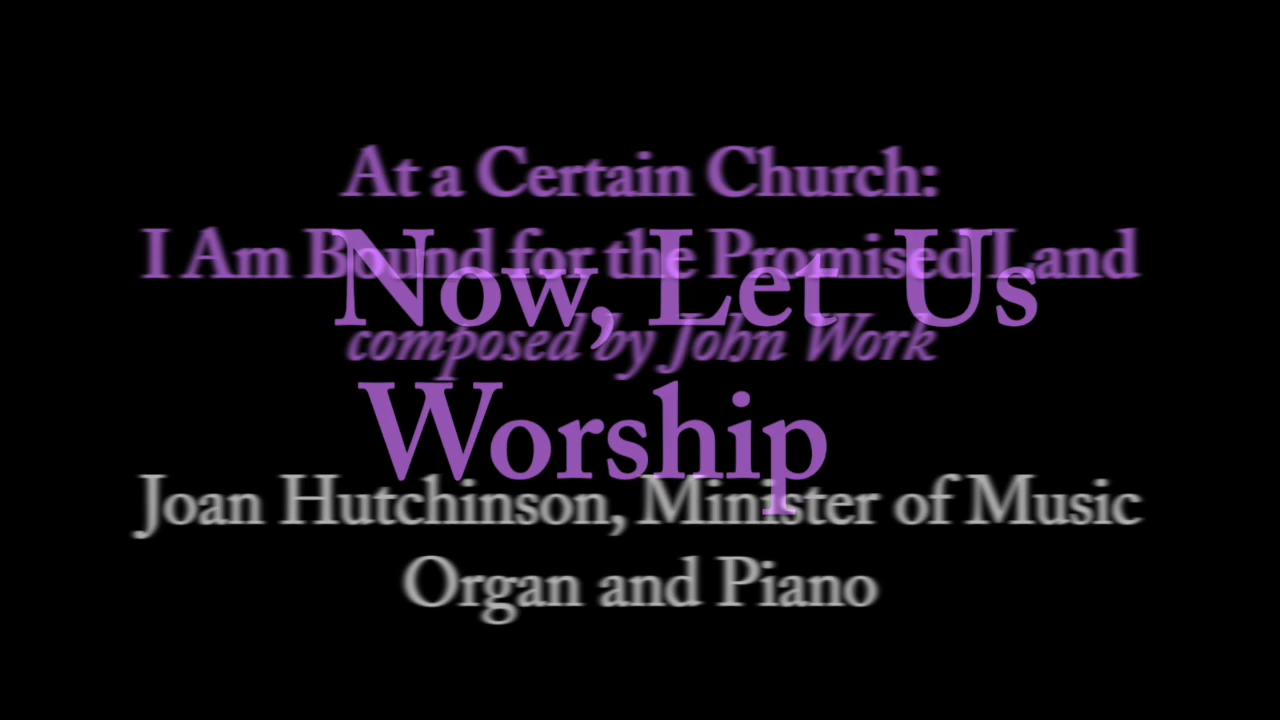 At a Certain Church:
I Am Bound for the Promised Land
Now, Let Us
composed by John Work
Worship
Joan Hutchinson, Minister of Music
Organ and Piano